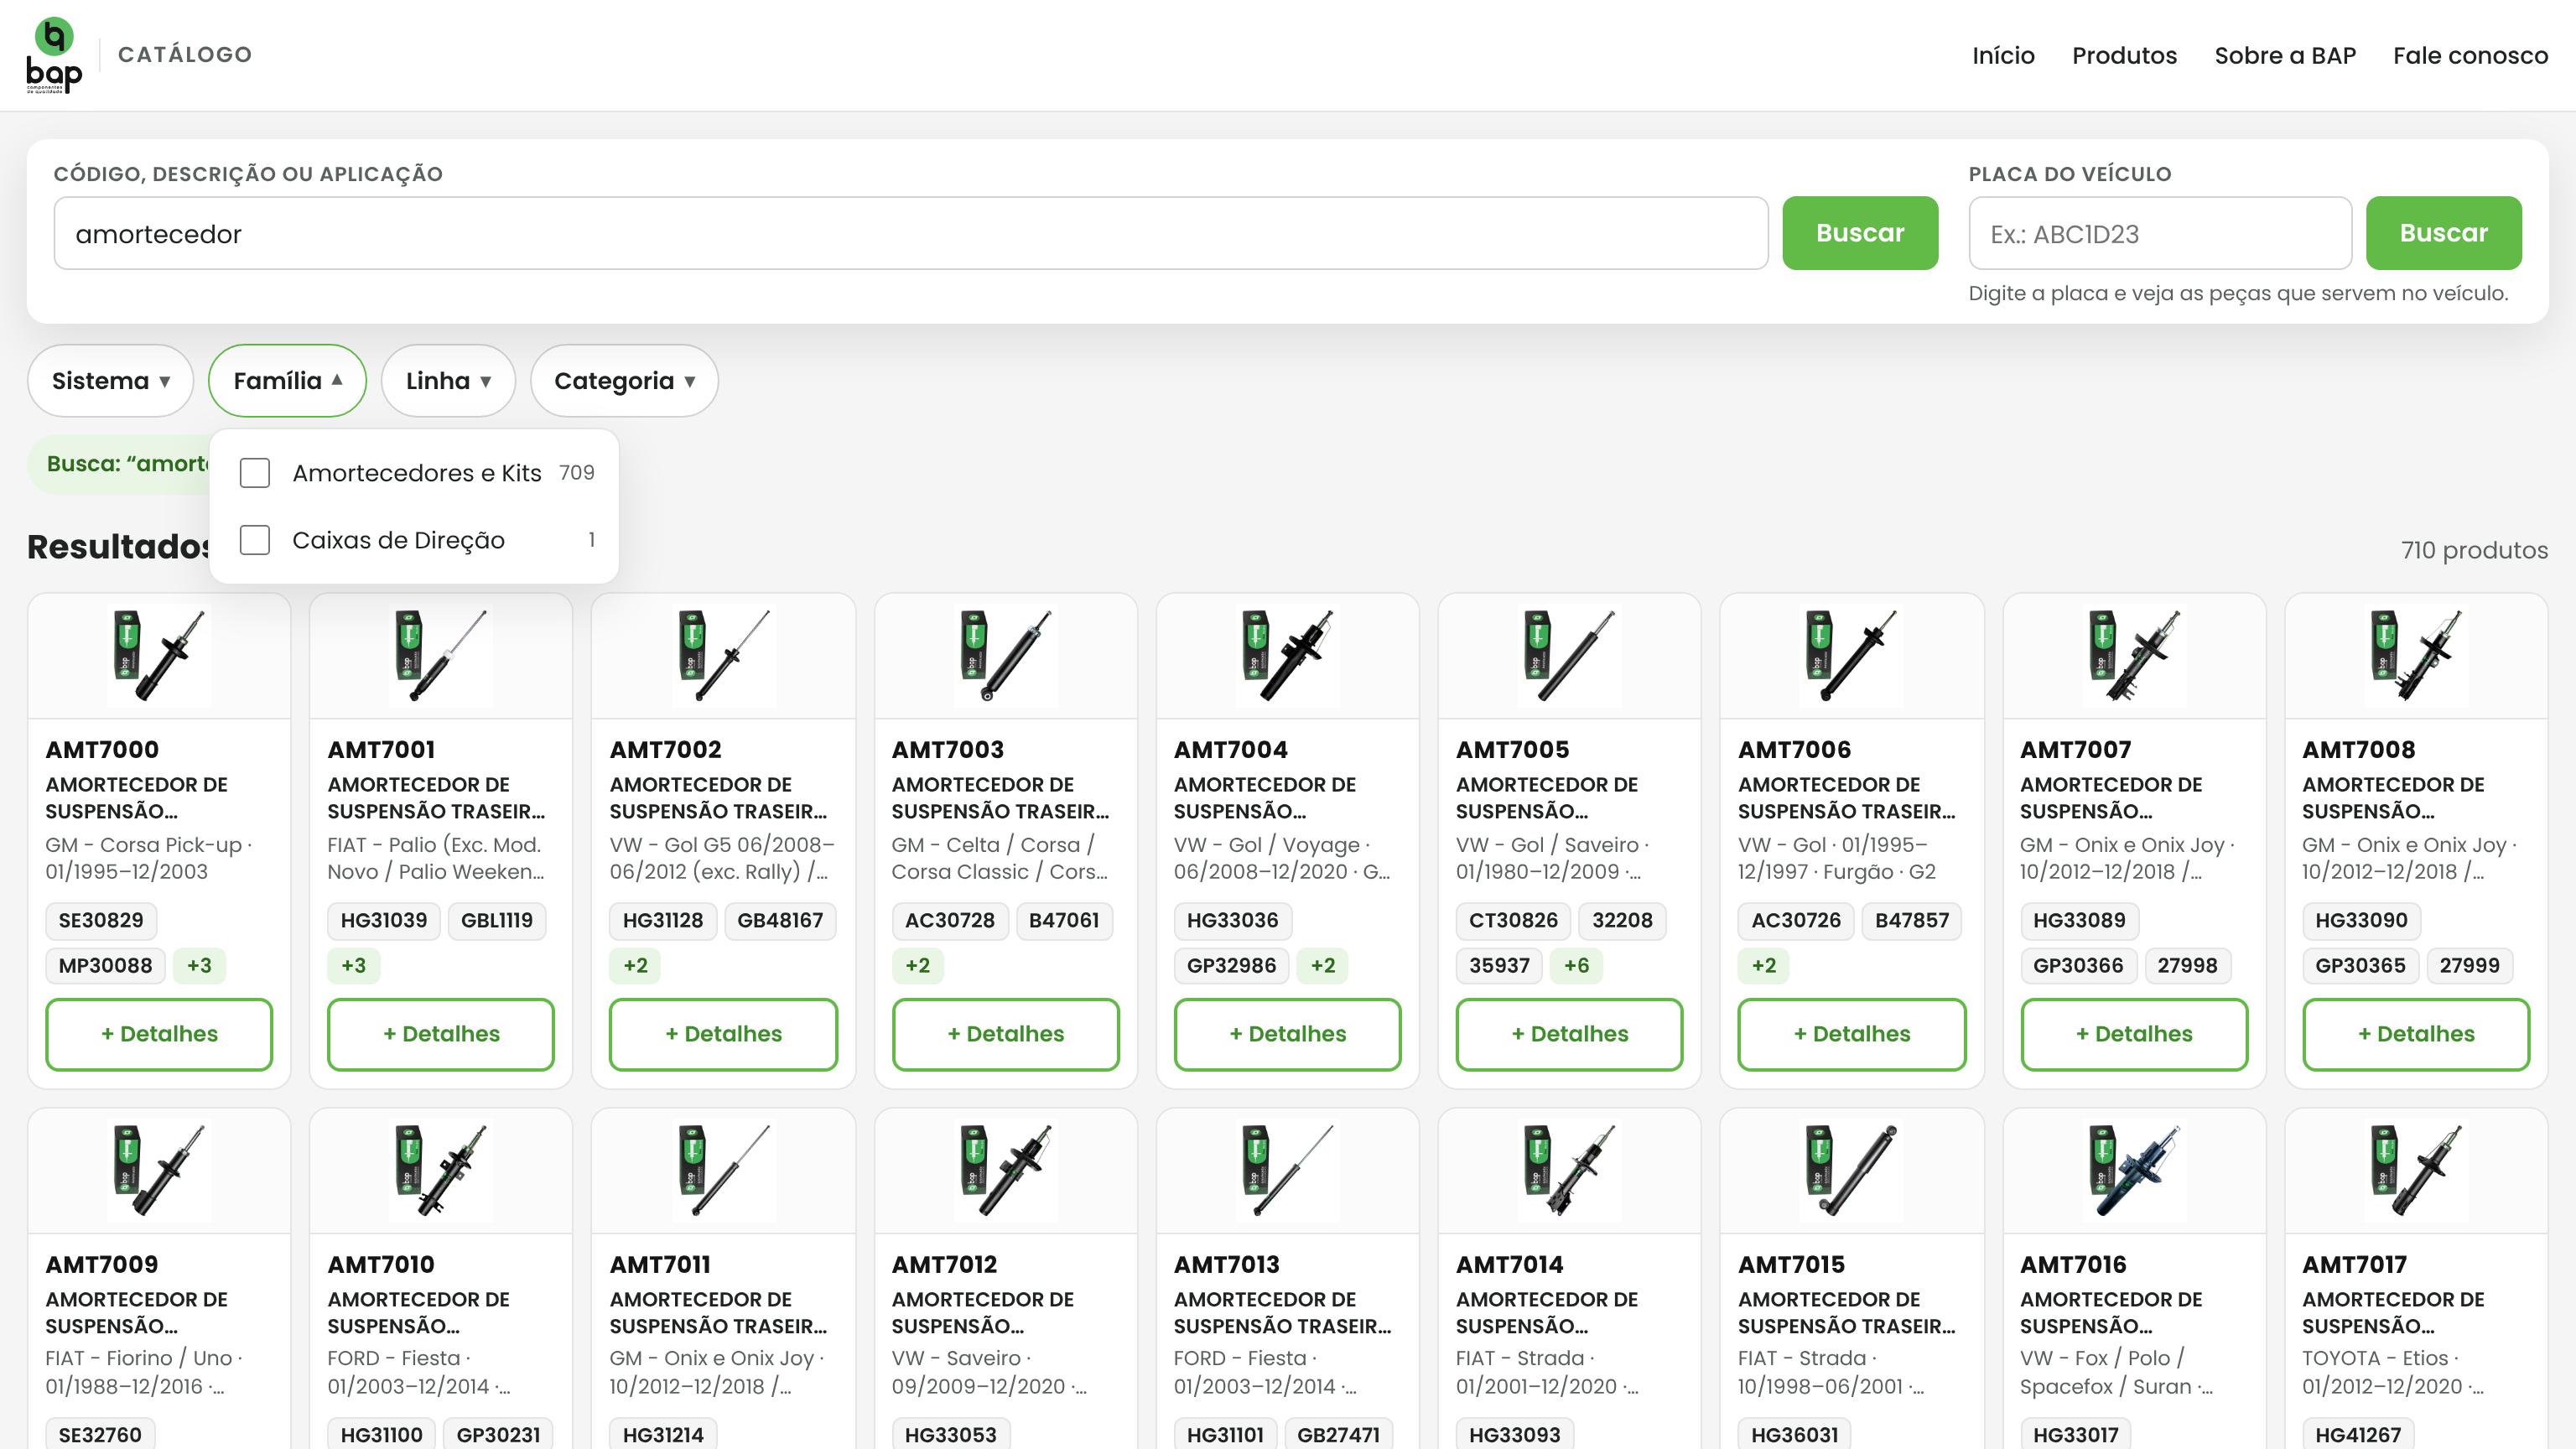 bap
componentes
de qualidade
CATÁLOGO
Início
Produtos
Sobre a BAP
Fale conosco
CÓDIGO, DESCRIÇÃO OU APLICAÇÃO
amortecedor
Buscar
PLACA DO VEÍCULO
Ex.: ABC1D23
Buscar
Digite a placa e veja as peças que servem no veículo.
Sistema ▾
Família ▴
Linha ▾
Categoria ▾
Busca: “amort
Amortecedores e Kits 709
Caixas de Direção 1
Resultados
710 produtos
AMT7000
AMORTECEDOR DE
SUSPENSÃO...
GM - Corsa Pick-up ·
01/1995–12/2003
SE30829
MP30088 +3
+ Detalhes
AMT7001
AMORTECEDOR DE
SUSPENSÃO TRASEIR...
FIAT - Palio (Exc. Mod.
Novo / Palio Weeken...
HG31039 GBL1119
+3
+ Detalhes
AMT7002
AMORTECEDOR DE
SUSPENSÃO TRASEIR...
VW - Gol G5 06/2008–
06/2012 (exc. Rally) /...
HG31128 GB48167
+2
+ Detalhes
AMT7003
AMORTECEDOR DE
SUSPENSÃO TRASEIR...
GM - Celta / Corsa /
Corsa Classic / Cors...
AC30728 B47061
+2
+ Detalhes
AMT7004
AMORTECEDOR DE
SUSPENSÃO...
VW - Gol / Voyage ·
06/2008–12/2020 · G...
HG33036
GP32986 +2
+ Detalhes
AMT7005
AMORTECEDOR DE
SUSPENSÃO...
VW - Gol / Saveiro ·
01/1980–12/2009 ·...
CT30826 32208
35937 +6
+ Detalhes
AMT7006
AMORTECEDOR DE
SUSPENSÃO TRASEIR...
VW - Gol · 01/1995–
12/1997 · Furgão · G2
AC30726 B47857
+2
+ Detalhes
AMT7007
AMORTECEDOR DE
SUSPENSÃO...
GM - Onix e Onix Joy ·
10/2012–12/2018 /...
HG33089
GP30366 27998
+ Detalhes
AMT7008
AMORTECEDOR DE
SUSPENSÃO...
GM - Onix e Onix Joy ·
10/2012–12/2018 /...
HG33090
GP30365 27999
+ Detalhes
AMT7009
AMORTECEDOR DE
SUSPENSÃO...
FIAT - Fiorino / Uno ·
01/1988–12/2016 ·...
SE32760
AMT7010
AMORTECEDOR DE
SUSPENSÃO...
FORD - Fiesta ·
01/2003–12/2014 ·...
HG31100 GP30231
AMT7011
AMORTECEDOR DE
SUSPENSÃO TRASEIR...
GM - Onix e Onix Joy ·
10/2012–12/2018 /...
HG31214
AMT7012
AMORTECEDOR DE
SUSPENSÃO...
VW - Saveiro ·
09/2009–12/2020 ·...
HG33053
AMT7013
AMORTECEDOR DE
SUSPENSÃO TRASEIR...
FORD - Fiesta ·
01/2003–12/2014 ·...
HG31101 GB27471
AMT7014
AMORTECEDOR DE
SUSPENSÃO...
FIAT - Strada ·
01/2001–12/2020 ·...
HG33093
AMT7015
AMORTECEDOR DE
SUSPENSÃO TRASEIR...
FIAT - Strada ·
10/1998–06/2001 ·...
HG36031
AMT7016
AMORTECEDOR DE
SUSPENSÃO...
VW - Fox / Polo /
Spacefox / Suran ·...
HG33017
AMT7017
AMORTECEDOR DE
SUSPENSÃO...
TOYOTA - Etios ·
01/2012–12/2020 ·...
HG41267